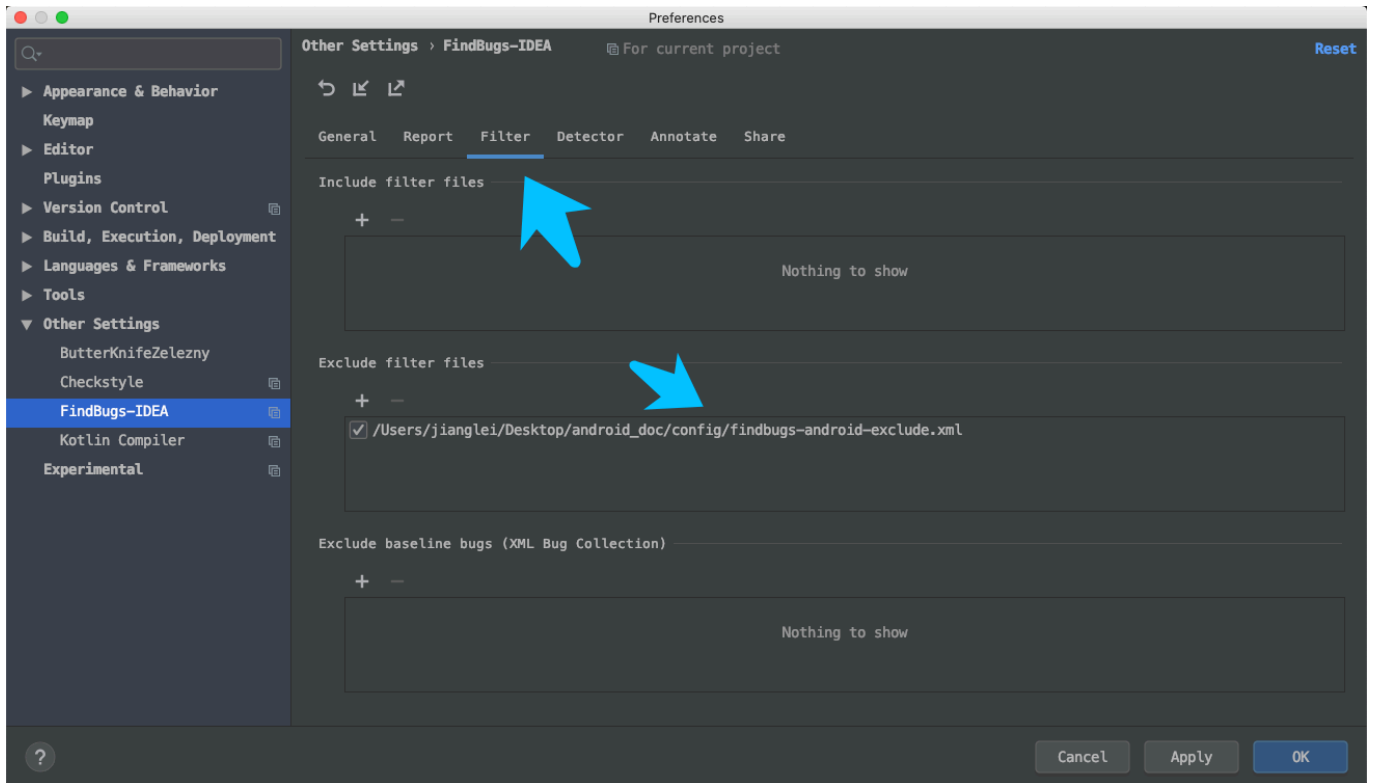 Preferences
Other Settings › FindBugs-IDEA For current project Reset
Appearance & Behavior
Keymap
Editor
Plugins
Version Control
Build, Execution, Deployment
Languages & Frameworks
Tools
Other Settings
ButterKnifeZelezny
Checkstyle
FindBugs-IDEA
Kotlin Compiler
Experimental
General Report Filter Detector Annotate Share
Include filter files
Nothing to show
Exclude filter files
/Users/jianglei/Desktop/android_doc/config/findbugs-android-exclude.xml
Exclude baseline bugs (XML Bug Collection)
Nothing to show
? Cancel Apply OK